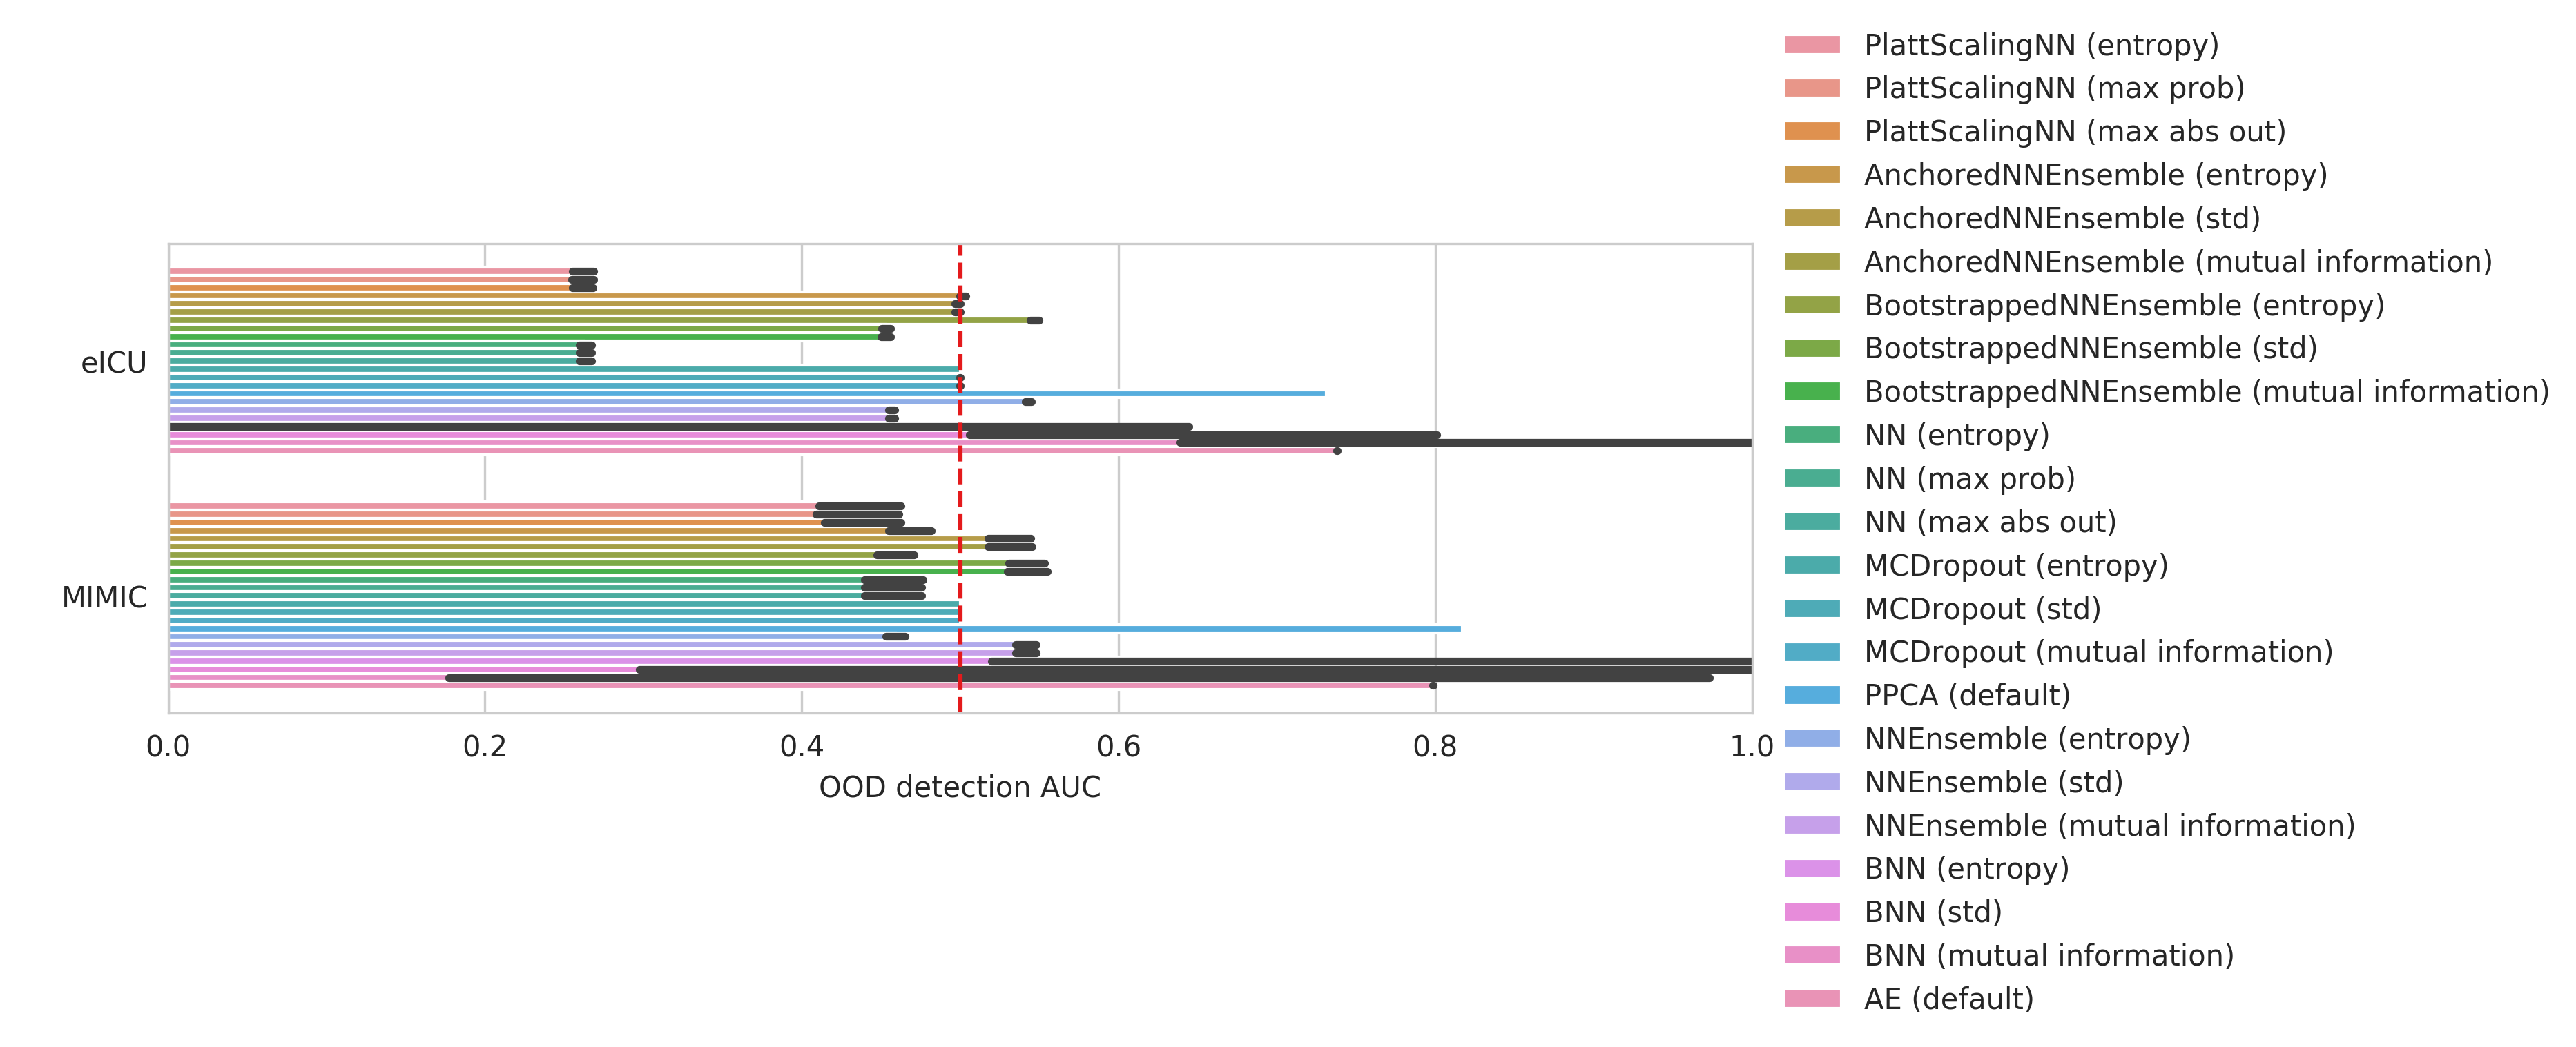 eICU
MIMIC
0.0 0.2 0.4 0.6 0.8 1.0
OOD detection AUC
PlattScalingNN (entropy)
PlattScalingNN (max prob)
PlattScalingNN (max abs out)
AnchoredNNEnsemble (entropy)
AnchoredNNEnsemble (std)
AnchoredNNEnsemble (mutual information)
BootstrappedNNEnsemble (entropy)
BootstrappedNNEnsemble (std)
BootstrappedNNEnsemble (mutual information)
NN (entropy)
NN (max prob)
NN (max abs out)
MCDropout (entropy)
MCDropout (std)
MCDropout (mutual information)
PPCA (default)
NNEnsemble (entropy)
NNEnsemble (std)
NNEnsemble (mutual information)
BNN (entropy)
BNN (std)
BNN (mutual information)
AE (default)